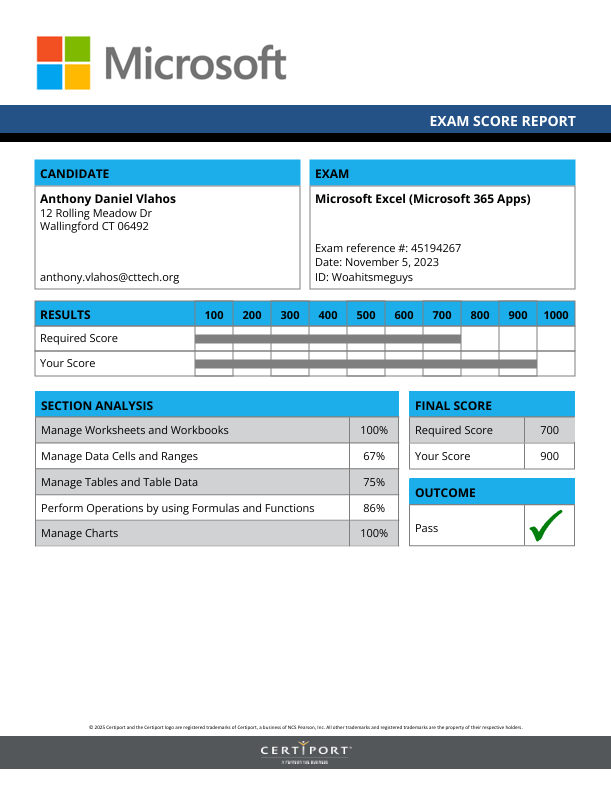 Microsoft
EXAM SCORE REPORT
CANDIDATE
Anthony Daniel Vlahos
12 Rolling Meadow Dr
Wallingford CT 06492
anthony.vlahos@cttech.org
EXAM
Microsoft Excel (Microsoft 365 Apps)
Exam reference #: 45194267
Date: November 5, 2023
ID: Woahitsmeguys
RESULTS 100 200 300 400 500 600 700 800 900 1000
Required Score
Your Score
SECTION ANALYSIS
Manage Worksheets and Workbooks 100%
Manage Data Cells and Ranges 67%
Manage Tables and Table Data 75%
Perform Operations by using Formulas and Functions 86%
Manage Charts 100%
FINAL SCORE
Required Score 700
Your Score 900
OUTCOME
Pass
© 2025 Certiport and the Certiport logo are registered trademarks of Certiport, a business of NCS Pearson, Inc. All other trademarks and registered trademarks are the property of their respective holders.
CERTIPORT
A PEARSON VUE BUSINESS